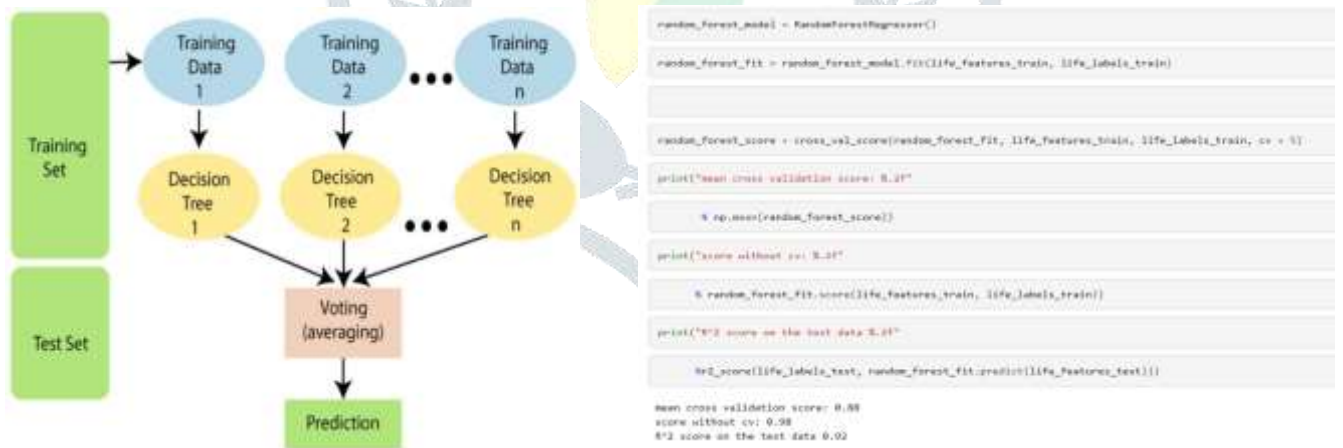 Training
Set
Test Set
Training
Data
1
Training
Data
2
Training
Data
n
Decision
Tree
1
Decision
Tree
2
Decision
Tree
n
Voting
(averaging)
Prediction
random_forest_model = RandomForestRegressor()
random_forest_fit = random_forest_model.fit(life_features_train, life_labels_train)
random_forest_score = cross_val_score(random_forest_fit, life_features_train, life_labels_train, cv = 5)
print("mean cross validation score: %.2f"
% np.mean(random_forest_score))
print("score without cv: %.2f"
% random_forest_fit.score(life_features_train, life_labels_train))
print("R^2 score on the test data %.2f"
%r2_score(life_labels_test, random_forest_fit.predict(life_features_test)))
mean cross validation score: 0.88
score without cv: 0.98
R^2 score on the test data 0.92